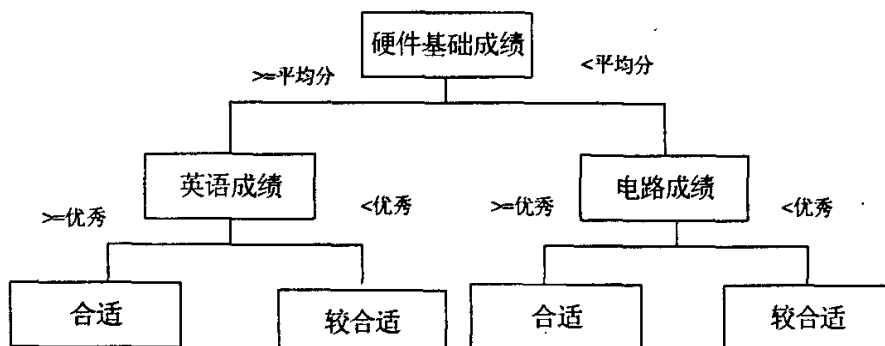 硬件基础成绩
>=平均分
<平均分
英语成绩
电路成绩
>=优秀
<优秀
>=优秀
<优秀
合适
较合适
合适
较合适